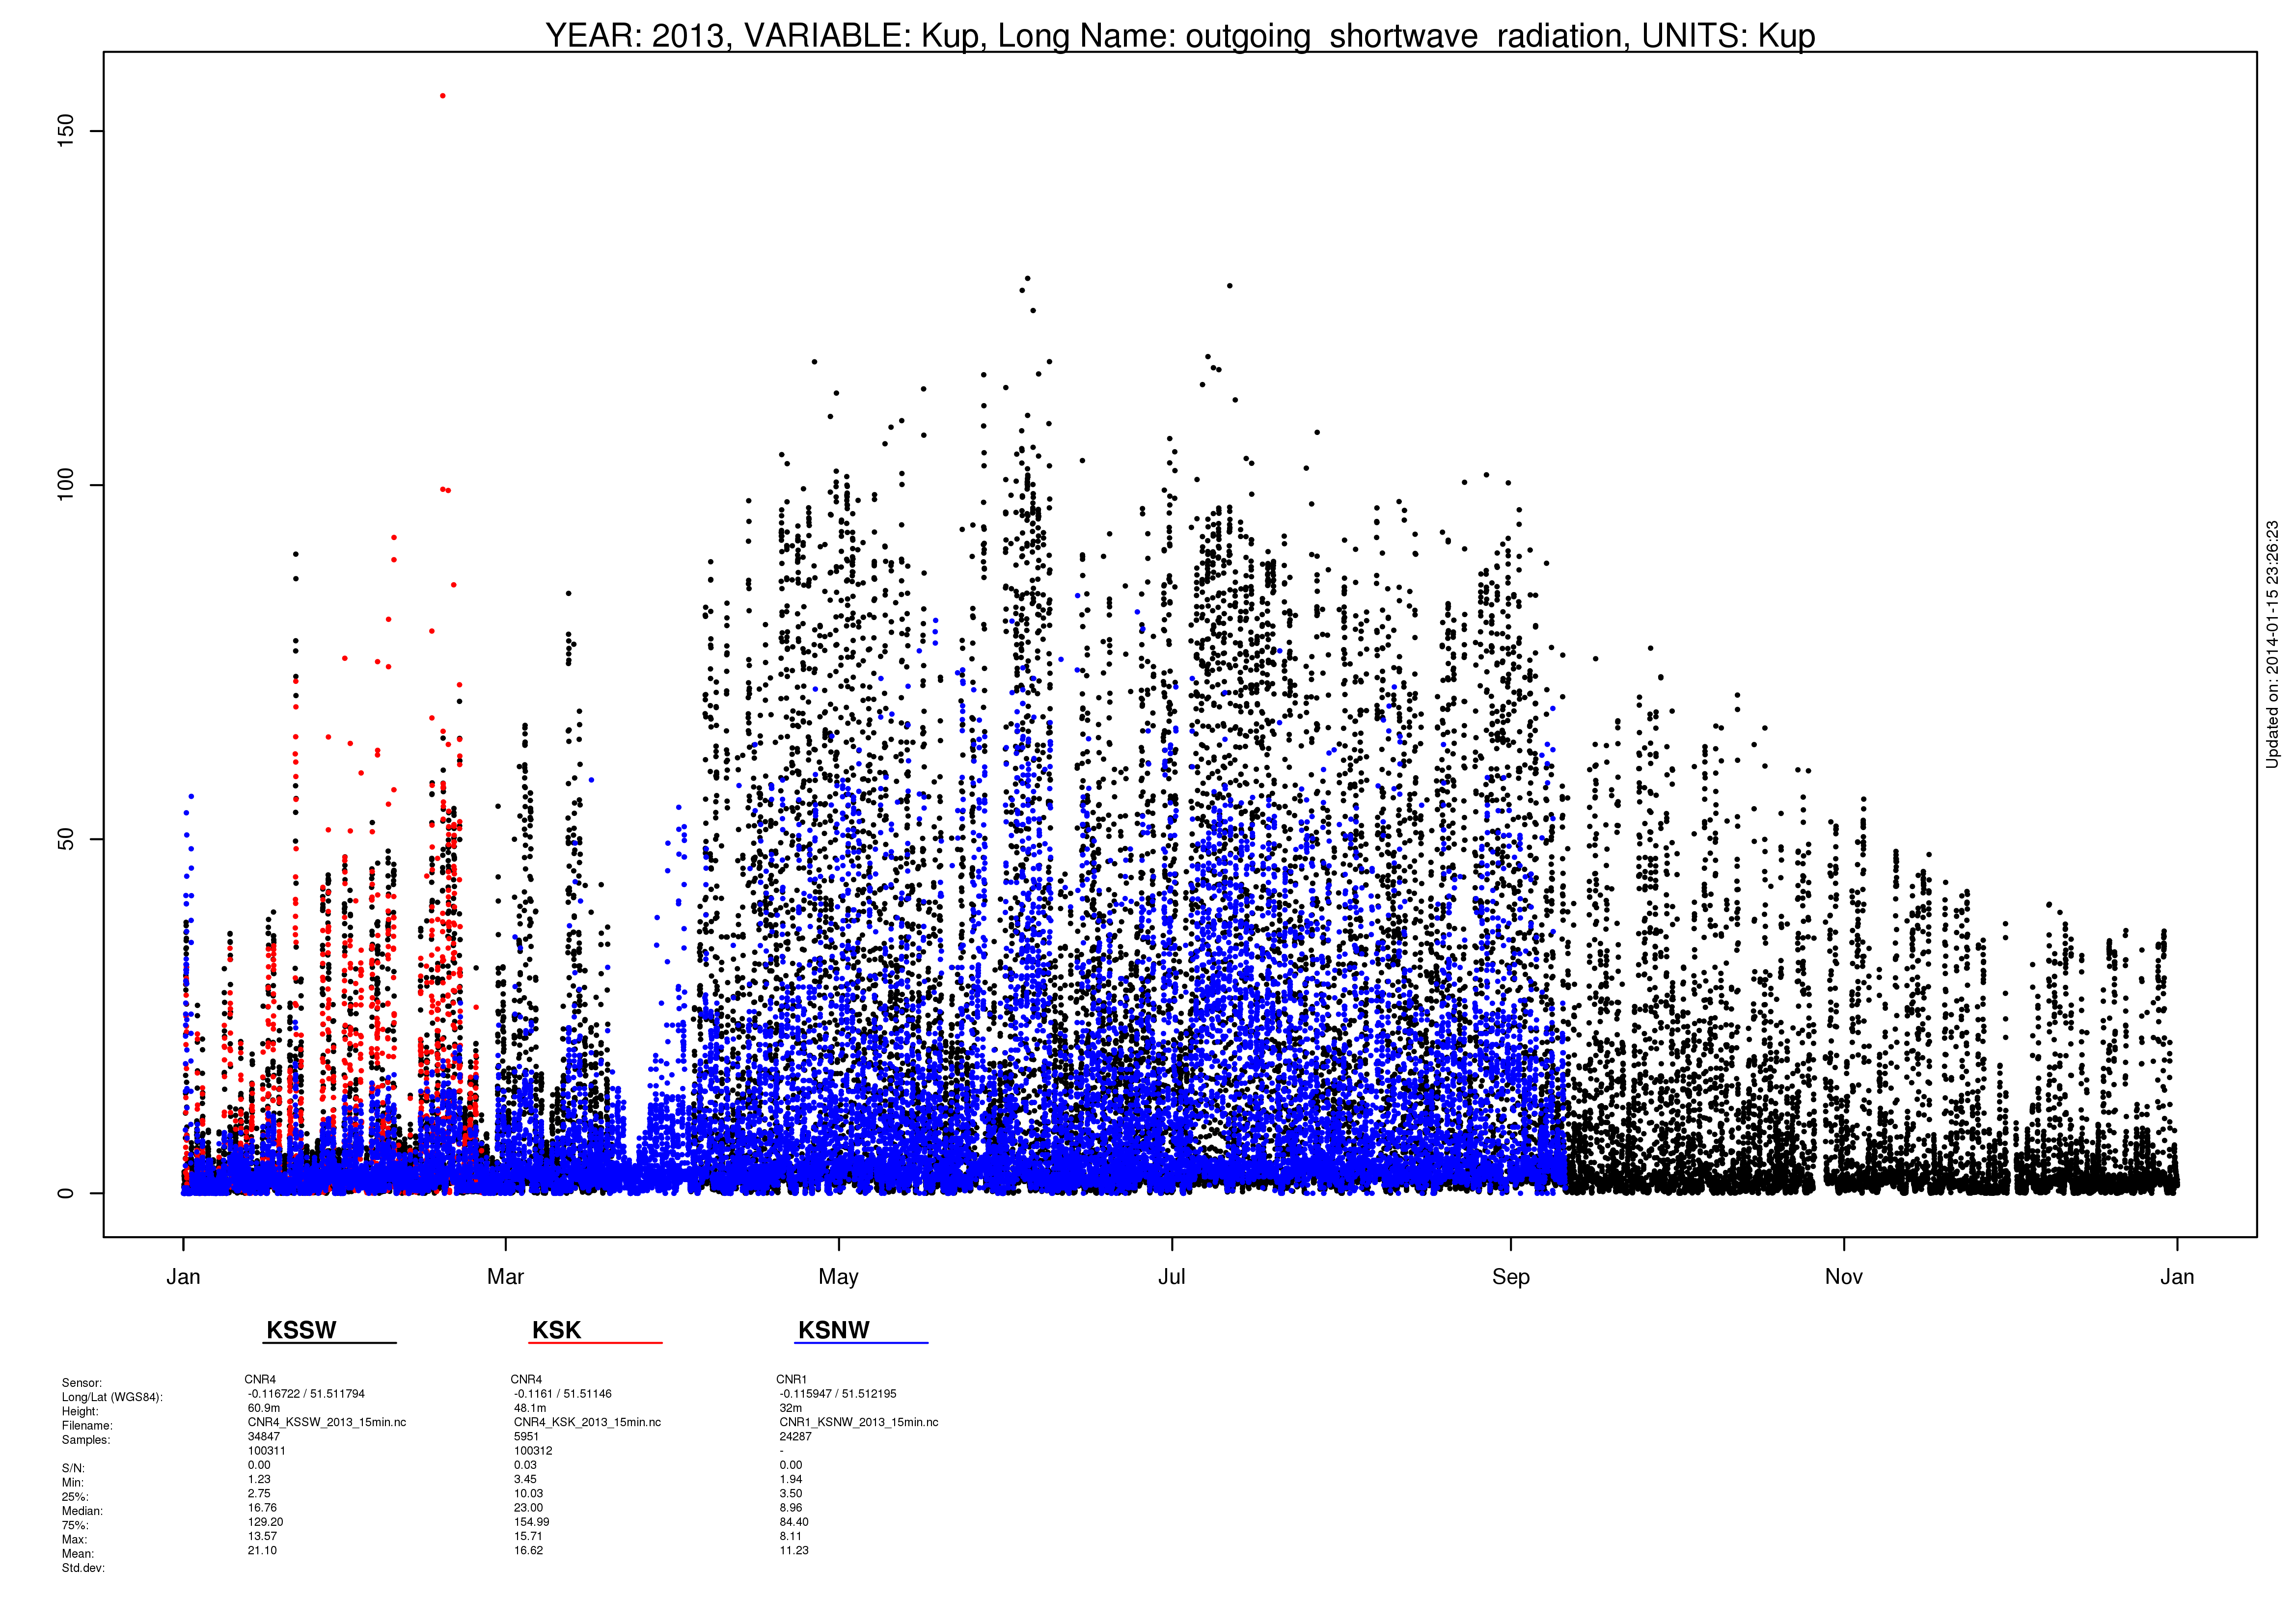 YEAR: 2013, VARIABLE: Kup, Long Name: outgoing shortwave radiation, UNITS: Kup
150
100
50
0
Jan Mar May Jul Sep Nov Jan
Updated on: 2014-01-15 23:26:23
KSSW KSK KSNW
Sensor: CNR4 CNR4 CNR1
Long/Lat (WGS84): -0.116722 / 51.511794 -0.1161 / 51.51146 -0.115947 / 51.512195
Height: 60.9m 48.1m 32m
Filename: CNR4_KSSW_2013_15min.nc CNR4_KSK_2013_15min.nc CNR1_KSNW_2013_15min.nc
Samples: 34847 5951 24287
100311 100312 -
S/N: 0.00 0.03 0.00
Min: 1.23 3.45 1.94
25%: 2.75 10.03 3.50
Median: 16.76 23.00 8.96
75%: 129.20 154.99 84.40
Max: 13.57 15.71 8.11
Mean: 21.10 16.62 11.23
Std.dev: